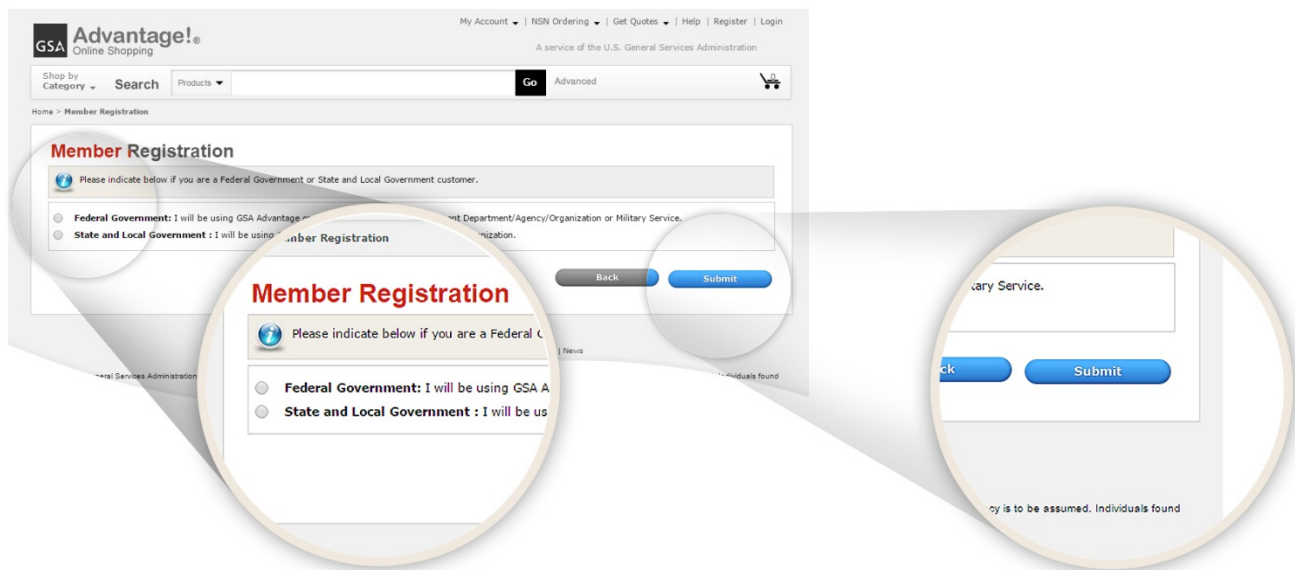 My Account | NSN Ordering | Get Quotes | Help | Register | Login
GSA Advantage!®
Online Shopping
A service of the U.S. General Services Administration
Shop by
Category
Search
Products
Go
Advanced
0
Home > Member Registration
Member Registration
Please indicate below if you are a Federal Government or State and Local Government customer.
Federal Government: I will be using GSA Advantage
Department/Agency/Organization or Military Service.
State and Local Government : I will be using
Back
Submit
| News
Services Administration
Individuals found
Member Registration
Member Registration
Please indicate below if you are a Federal
Federal Government: I will be using GSA A
State and Local Government : I will be us
tary Service.
ck
Submit
cy is to be assumed. Individuals found